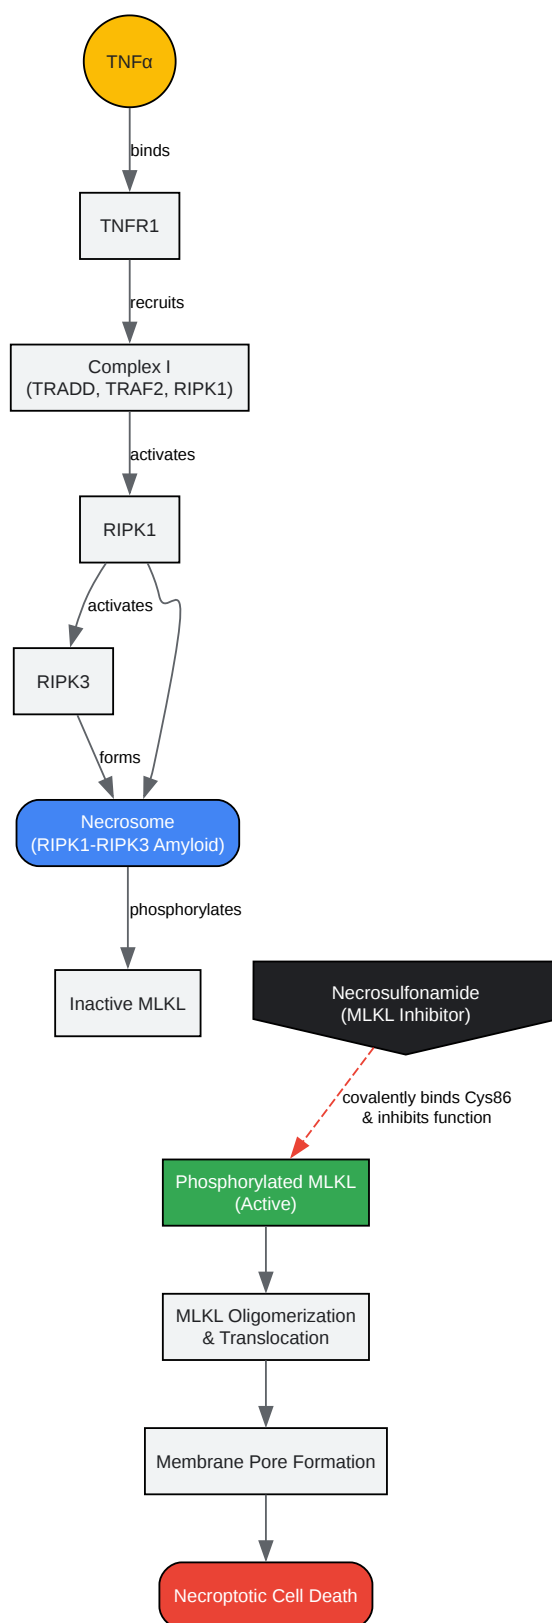 TNFα
binds
TNFR1
recruits
Complex I
(TRADD, TRAF2, RIPK1)
activates
RIPK1
activates
RIPK3
forms
Necrosome
(RIPK1-RIPK3 Amyloid)
phosphorylates
Inactive MLKL
Necrosulfonamide
(MLKL Inhibitor)
covalently binds Cys86
& inhibits function
Phosphorylated MLKL
(Active)
MLKL Oligomerization
& Translocation
Membrane Pore Formation
Necroptotic Cell Death